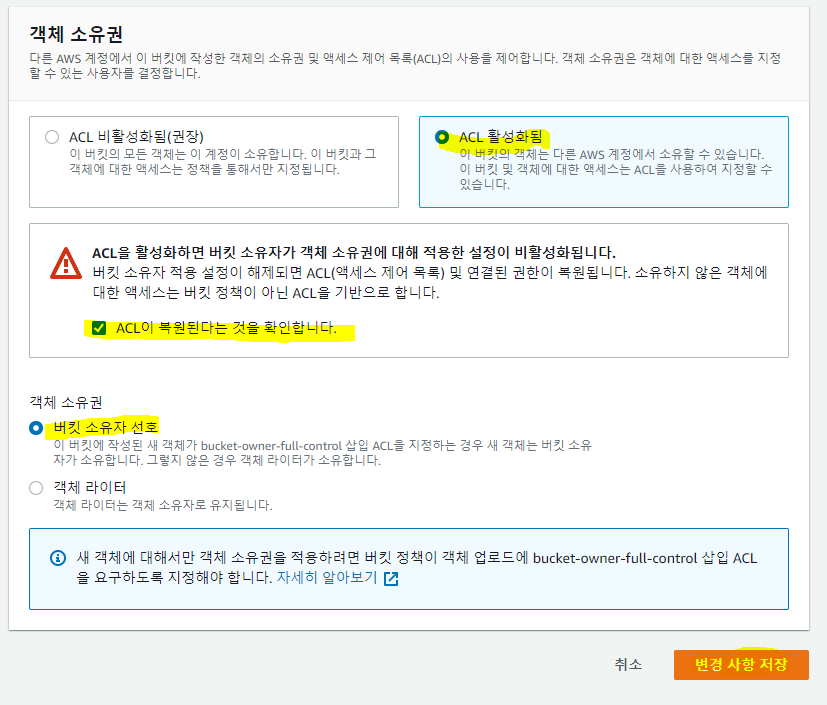 객체 소유권
다른 AWS 계정에서 이 버킷에 작성한 객체의 소유권 및 액세스 제어 목록(ACL)의 사용을 제어합니다. 객체 소유권은 객체에 대한 액세스를 지정
할 수 있는 사용자를 결정합니다.
ACL 비활성화됨(권장)
이 버킷의 모든 객체는 이 계정이 소유합니다. 이 버킷과 그
객체에 대한 액세스는 정책을 통해서만 지정됩니다.
ACL 활성화됨
이 버킷의 객체는 다른 AWS 계정에서 소유할 수 있습니다.
이 버킷 및 객체에 대한 액세스는 ACL을 사용하여 지정할 수
있습니다.
ACL을 활성화하면 버킷 소유자가 객체 소유권에 대해 적용한 설정이 비활성화됩니다.
버킷 소유자 적용 설정이 해제되면 ACL(액세스 제어 목록) 및 연결된 권한이 복원됩니다. 소유하지 않은 객체에
대한 액세스는 버킷 정책이 아닌 ACL을 기반으로 합니다.
ACL이 복원된다는 것을 확인합니다.
객체 소유권
버킷 소유자 선호
이 버킷에 작성된 새 객체가 bucket-owner-full-control 삽입 ACL을 지정하는 경우 새 객체는 버킷 소유
자가 소유합니다. 그렇지 않은 경우 객체 라이터가 소유합니다.
객체 라이터
객체 라이터는 객체 소유자로 유지됩니다.
새 객체에 대해서만 객체 소유권을 적용하려면 버킷 정책이 객체 업로드에 bucket-owner-full-control 삽입 ACL
을 요구하도록 지정해야 합니다. 자세히 알아보기
취소
변경 사항 저장